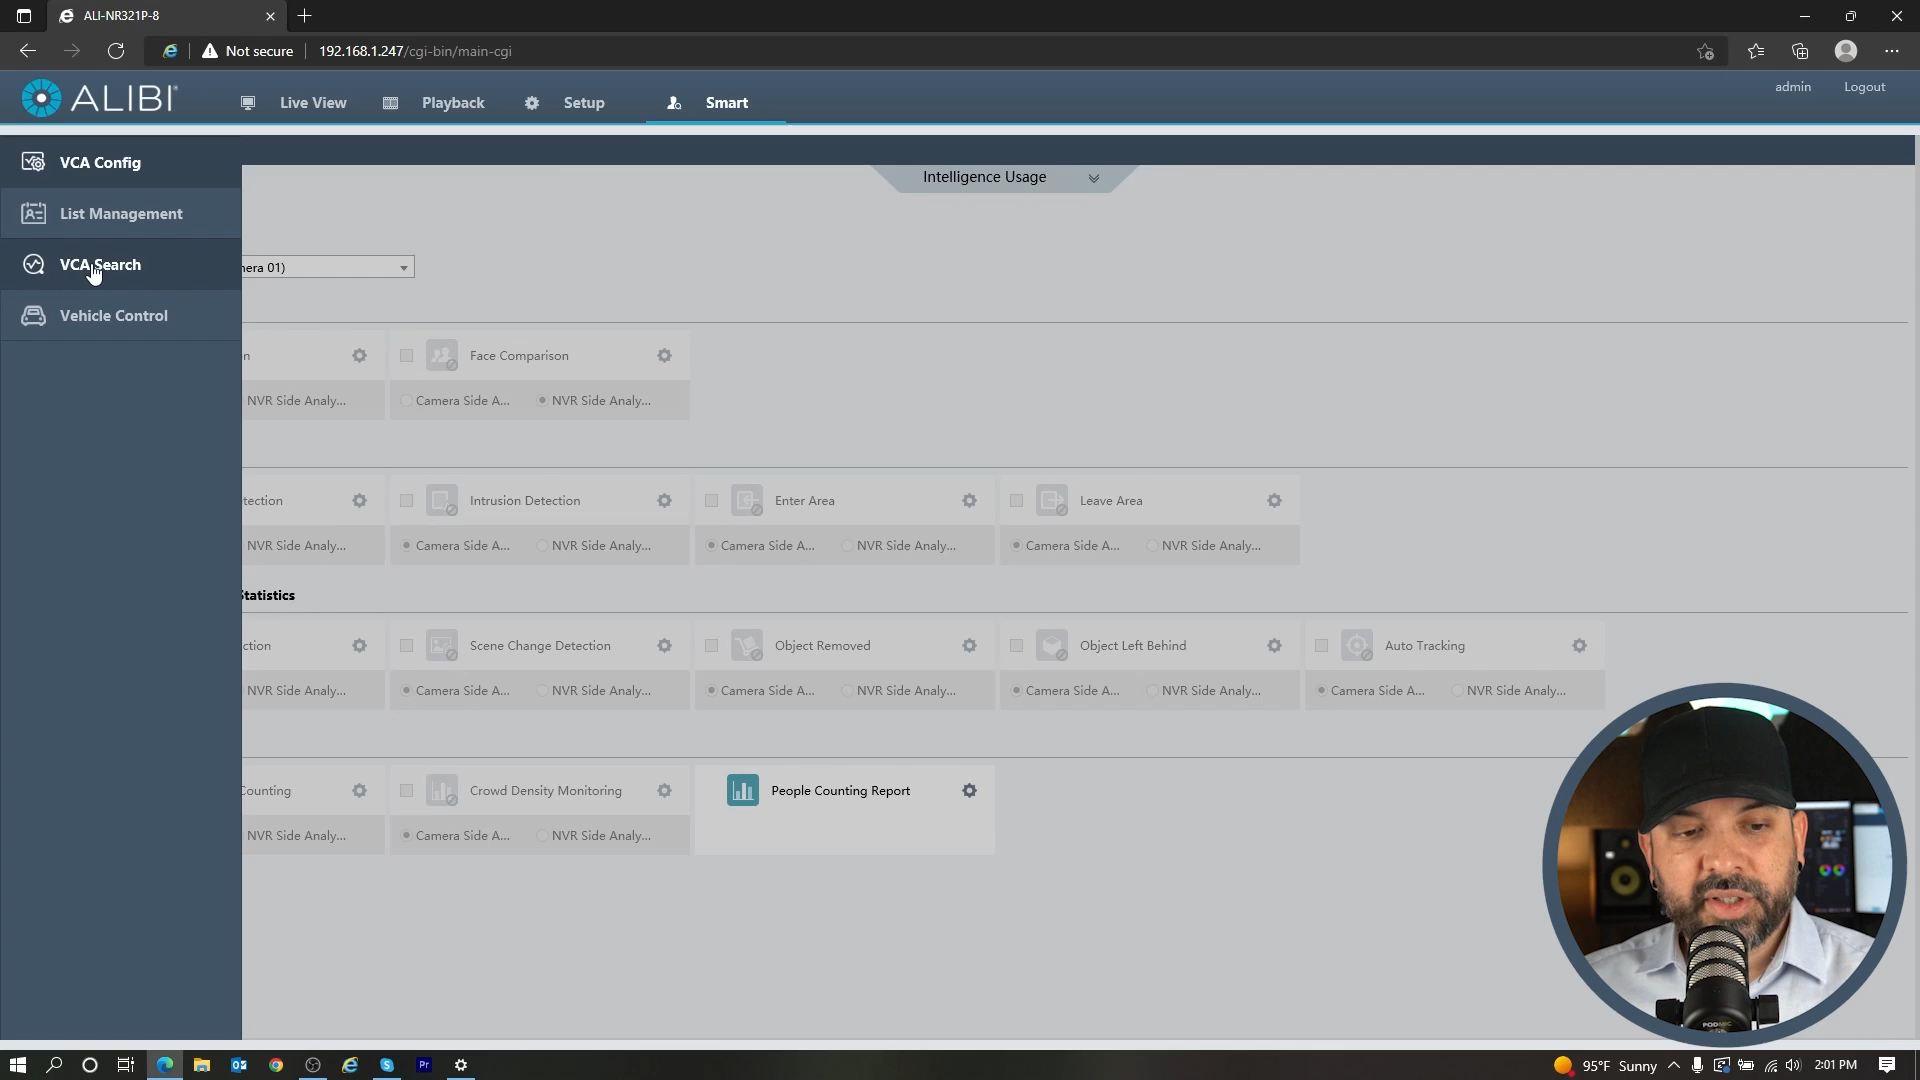 ALI-NR321P-8
Not secure
192.168.1.247/cgi-bin/main-cgi
ALIBI
Live View
Playback
Setup
Smart
admin
Logout
VCA Config
List Management
VCA Search
Vehicle Control
Intelligence Usage
nera 01)
n
Face Comparison
NVR Side Analy...
Camera Side A...
NVR Side Analy...
tection
Intrusion Detection
Enter Area
Leave Area
NVR Side Analy...
Camera Side A...
NVR Side Analy...
Camera Side A...
NVR Side Analy...
Camera Side A...
NVR Side Analy...
Statistics
ction
Scene Change Detection
Object Removed
Object Left Behind
Auto Tracking
NVR Side Analy...
Camera Side A...
NVR Side Analy...
Camera Side A...
NVR Side Analy...
Camera Side A...
NVR Side Analy...
Camera Side A...
NVR Side Analy...
Counting
Crowd Density Monitoring
People Counting Report
NVR Side Analy...
Camera Side A...
NVR Side Analy...
PODMIC
Pr
95°F Sunny
2:01 PM